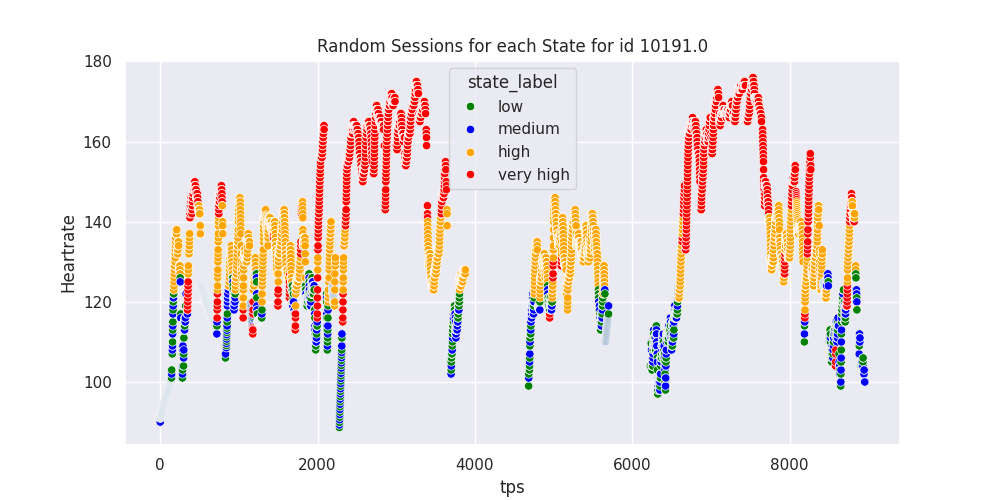 Random Sessions for each State for id 10191.0
180
160
140
120
100
Heartrate
state_label
low
medium
high
very high
0
2000
4000
6000
8000
tps